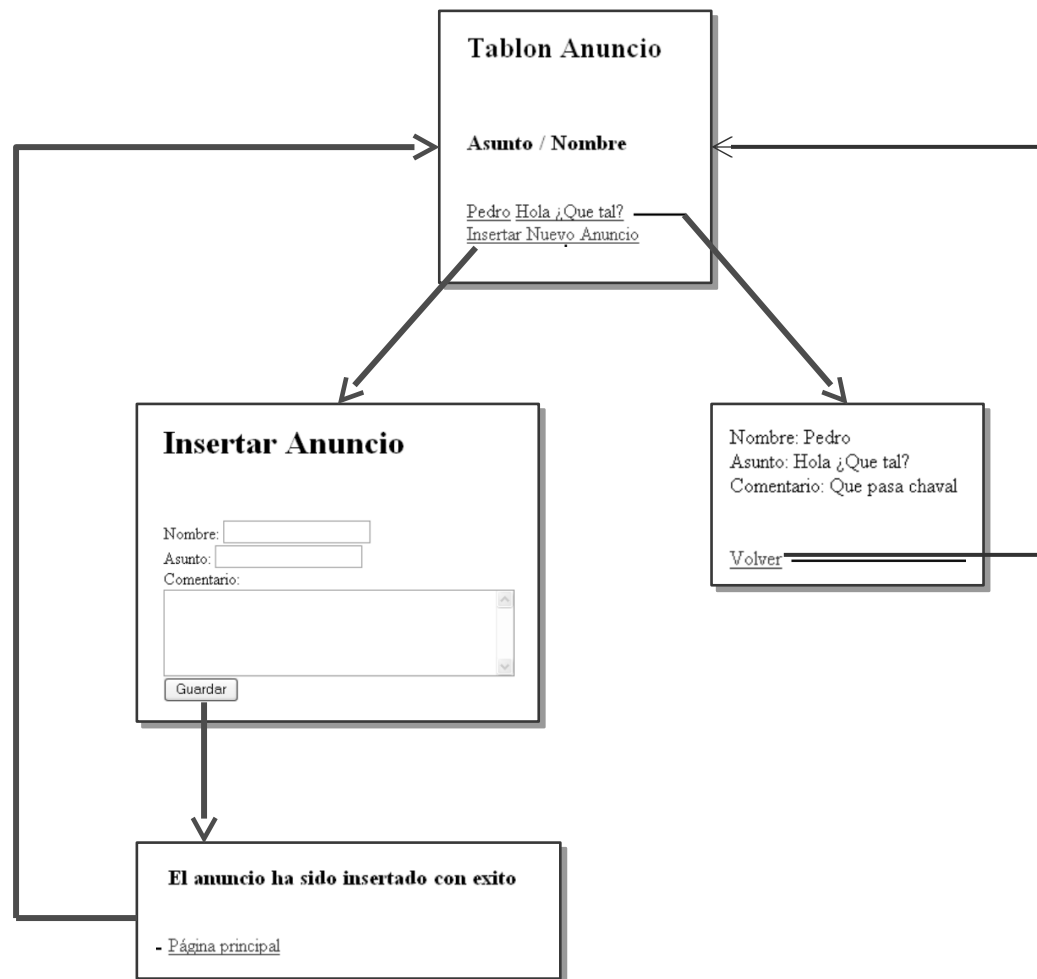 Tablon Anuncio
Asunto / Nombre
Pedro Hola ¿Que tal?
Insertar Nuevo Anuncio
Insertar Anuncio
Nombre:
Asunto:
Comentario:
Guardar
Nombre: Pedro
Asunto: Hola ¿Que tal?
Comentario: Que pasa chaval
Volver
El anuncio ha sido insertado con exito
Página principal